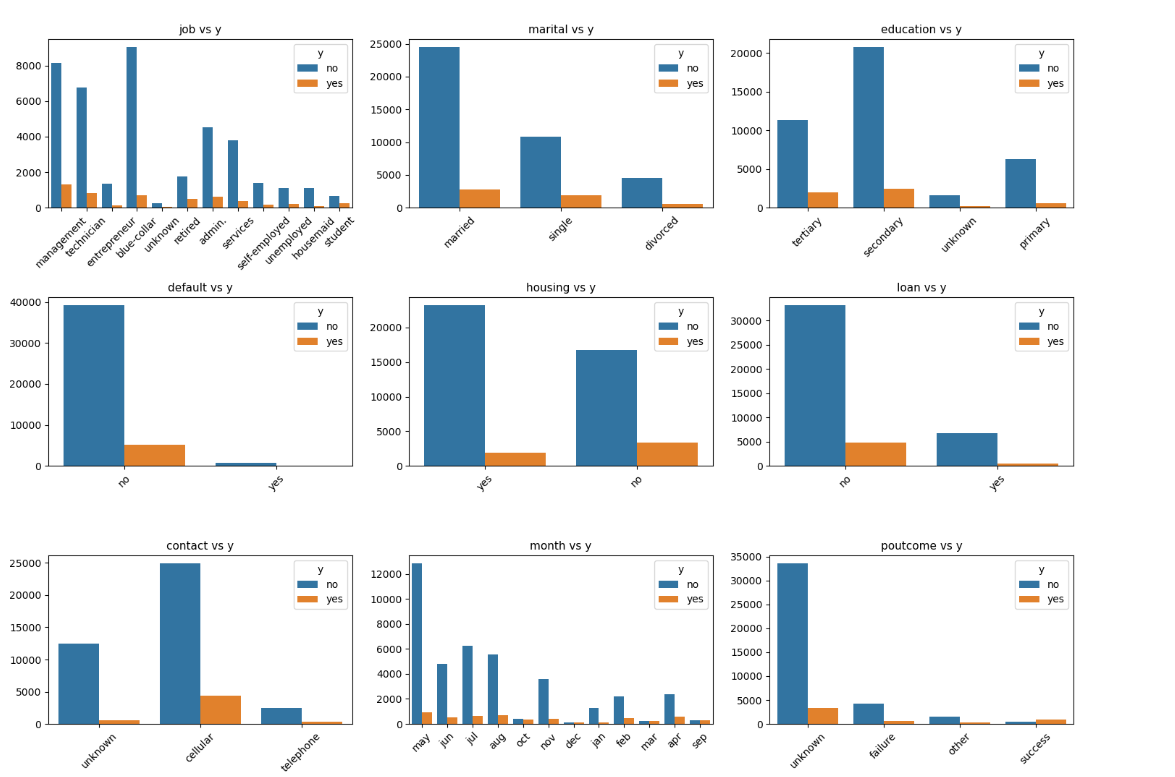 job vs y
8000
6000
4000
2000
0
y
no
yes
management
technician
entrepreneur
blue-collar
unknown
retired
admin.
services
self-employed
unemployed
housemaid
student
marital vs y
25000
20000
15000
10000
5000
0
y
no
yes
married
single
divorced
education vs y
20000
15000
10000
5000
0
y
no
yes
tertiary
secondary
unknown
primary
default vs y
40000
30000
20000
10000
0
y
no
yes
no
yes
housing vs y
20000
15000
10000
5000
0
y
no
yes
yes
no
loan vs y
30000
25000
20000
15000
10000
5000
0
y
no
yes
no
yes
contact vs y
25000
20000
15000
10000
5000
0
y
no
yes
unknown
cellular
telephone
month vs y
12000
10000
8000
6000
4000
2000
0
y
no
yes
may
jun
jul
aug
oct
nov
dec
jan
feb
mar
apr
sep
poutcome vs y
35000
30000
25000
20000
15000
10000
5000
0
y
no
yes
unknown
failure
other
success